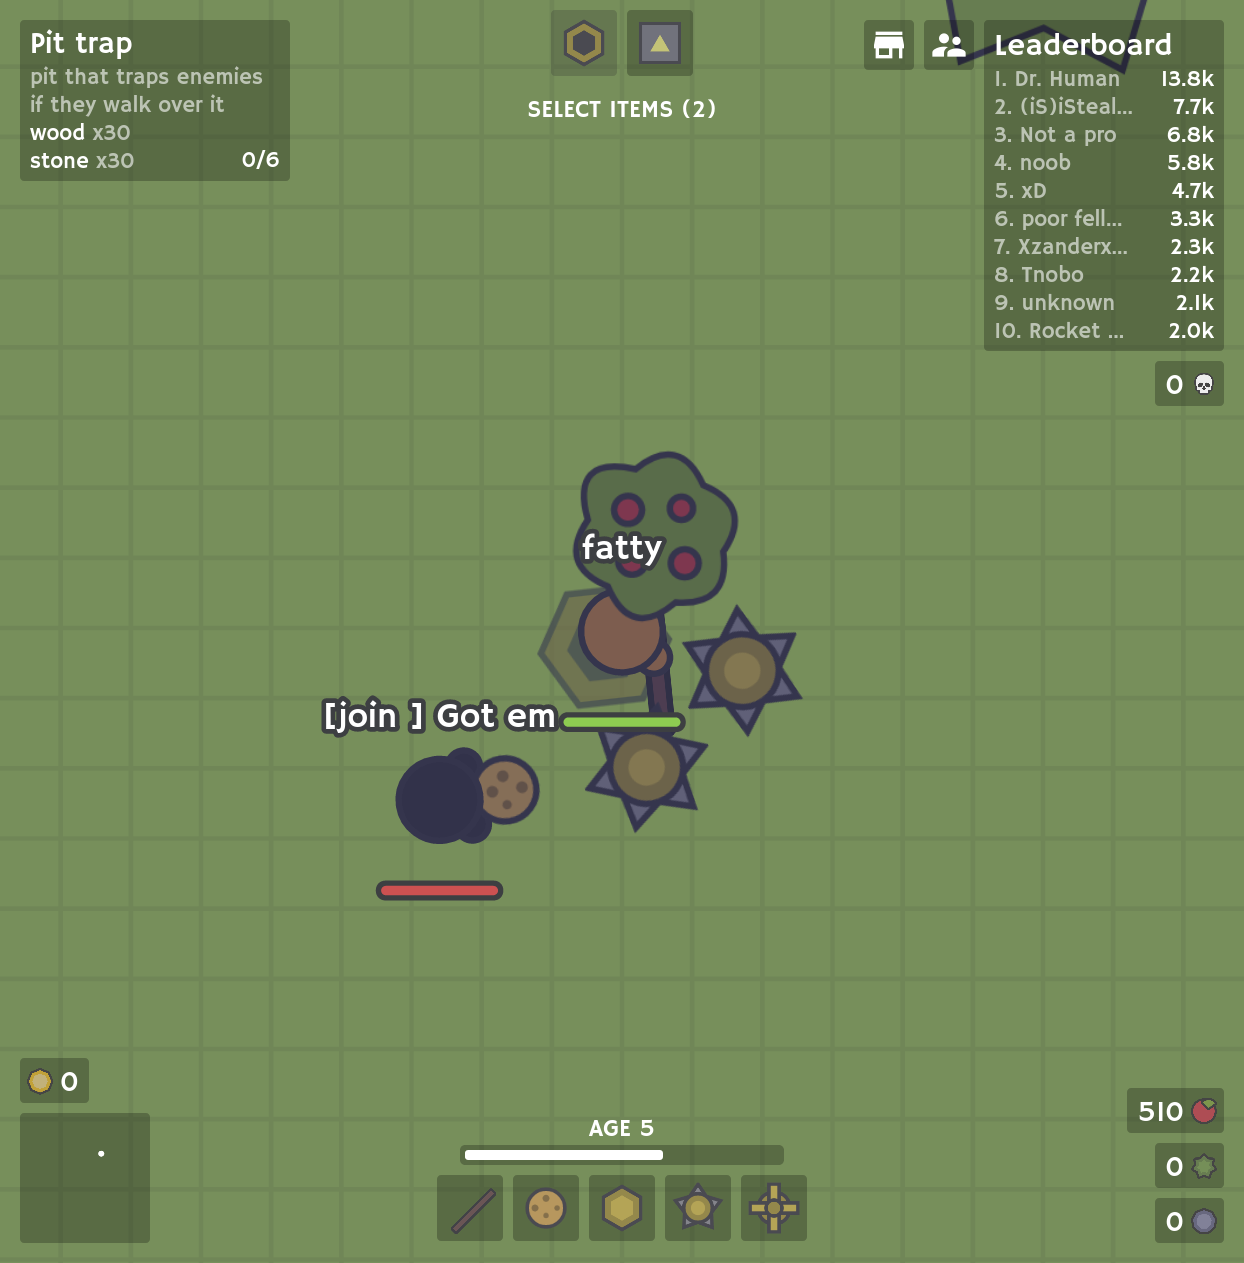 Pit trap
pit that traps enemies
if they walk over it
wood x30
stone x30 0/6
SELECT ITEMS (2)
Leaderboard
1. Dr. Human 13.8k
2. (iS)iSteal... 7.7k
3. Not a pro 6.8k
4. noob 5.8k
5. xD 4.7k
6. poor fell... 3.3k
7. Xzanderx... 2.3k
8. Tnobo 2.2k
9. unknown 2.1k
10. Rocket ... 2.0k
0
fatty
[join ] Got em
0
AGE 5
510
0
0